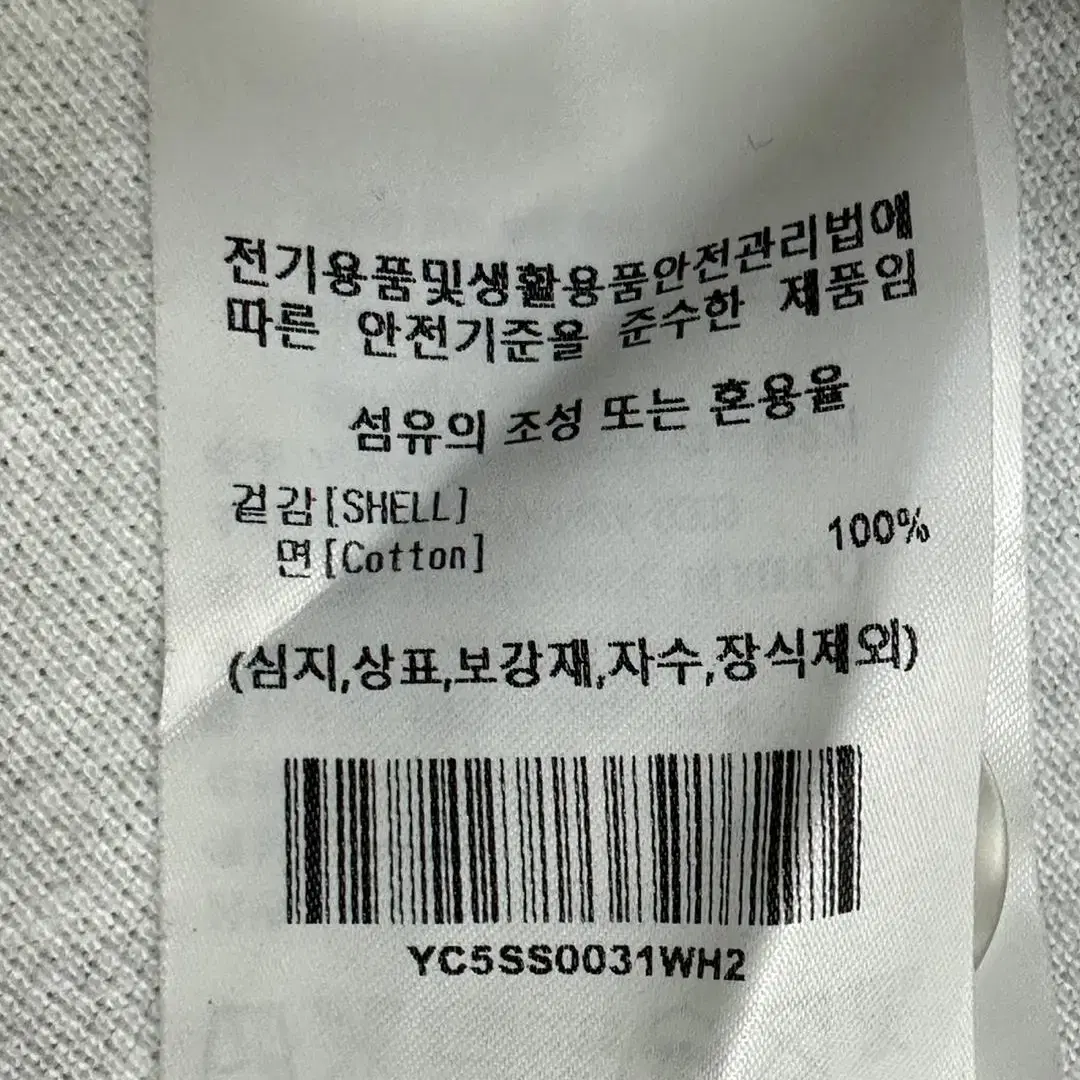 전기용품및생활용품안전관리법에
따른 안전기준을 준수한 제품임
섬유의 조성 또는 혼용율
겉감[SHELL]
면[Cotton] 100%
(심지,상표,보강재,자수,장식제외)
YC5SS0031WH2